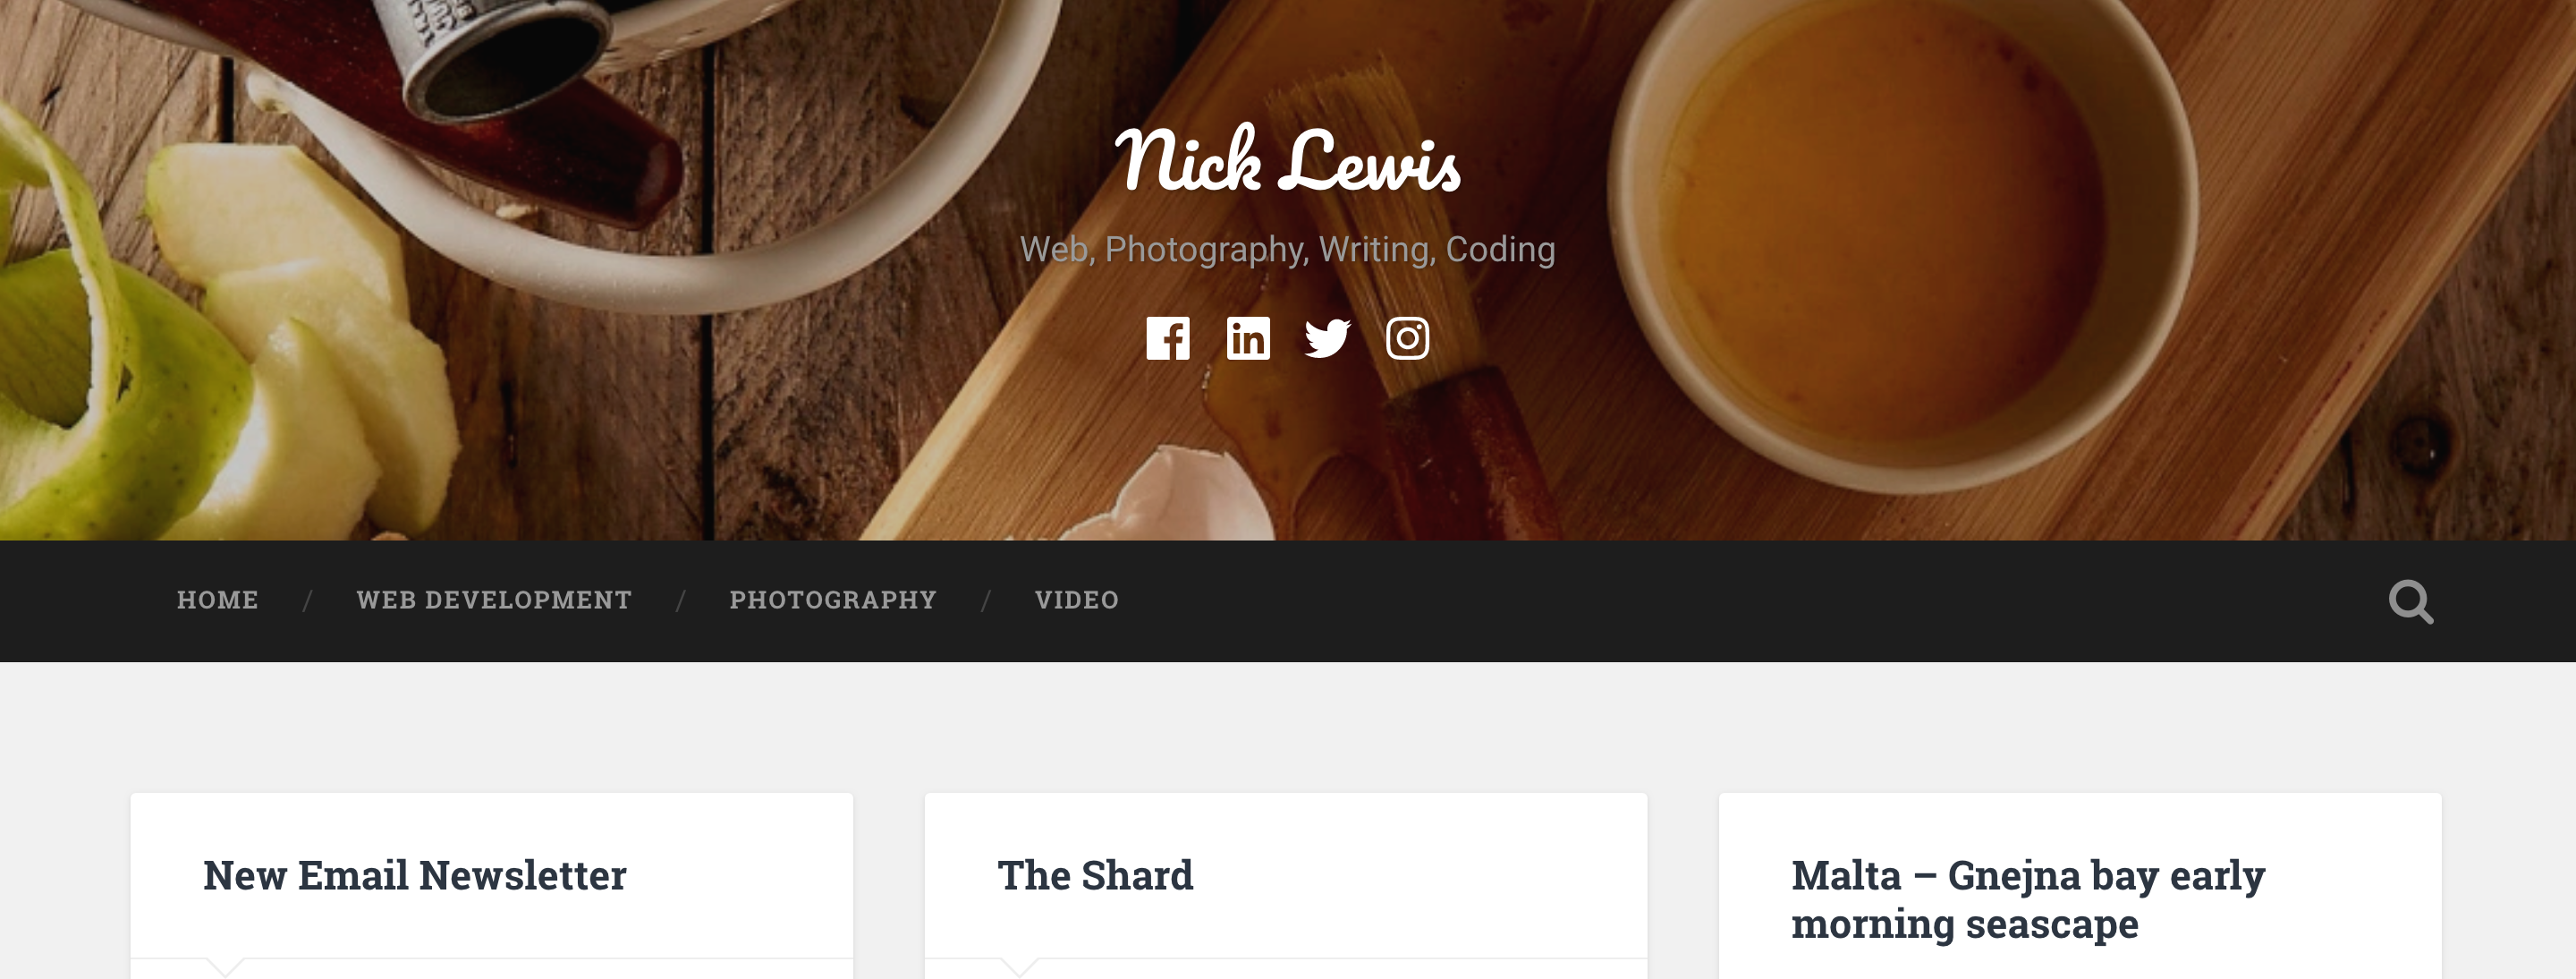 Nick Lewis
Web, Photography, Writing, Coding
HOME / WEB DEVELOPMENT / PHOTOGRAPHY / VIDEO
New Email Newsletter
The Shard
Malta – Gnejna bay early
morning seascape